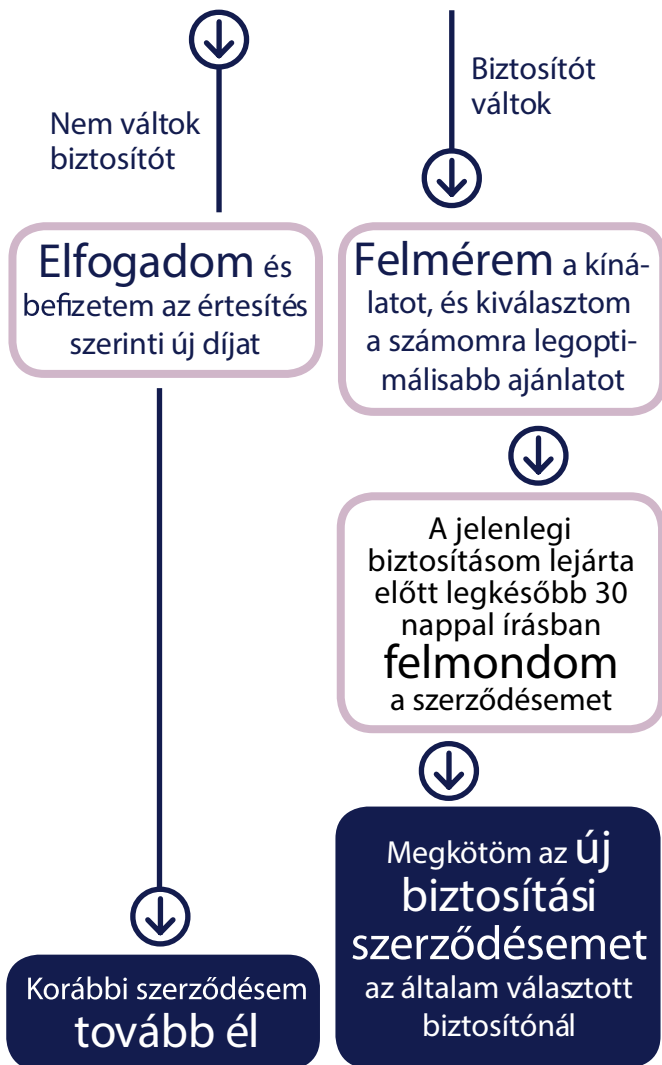 Nem váltok
biztosítót
Elfogadom és
befizetem az értesítés
szerinti új díjat
Korábbi szerződésem
tovább él
Biztosítót
váltok
Felmérem a kíná-
latot, és kiválasztom
a számomra legopti-
málisabb ajánlatot
A jelenlegi
biztosításom lejárta
előtt legkésőbb 30
nappal írásban
felmondom
a szerződésemet
Megkötöm az új
biztosítási
szerződésemet
az általam választott
biztosítónál